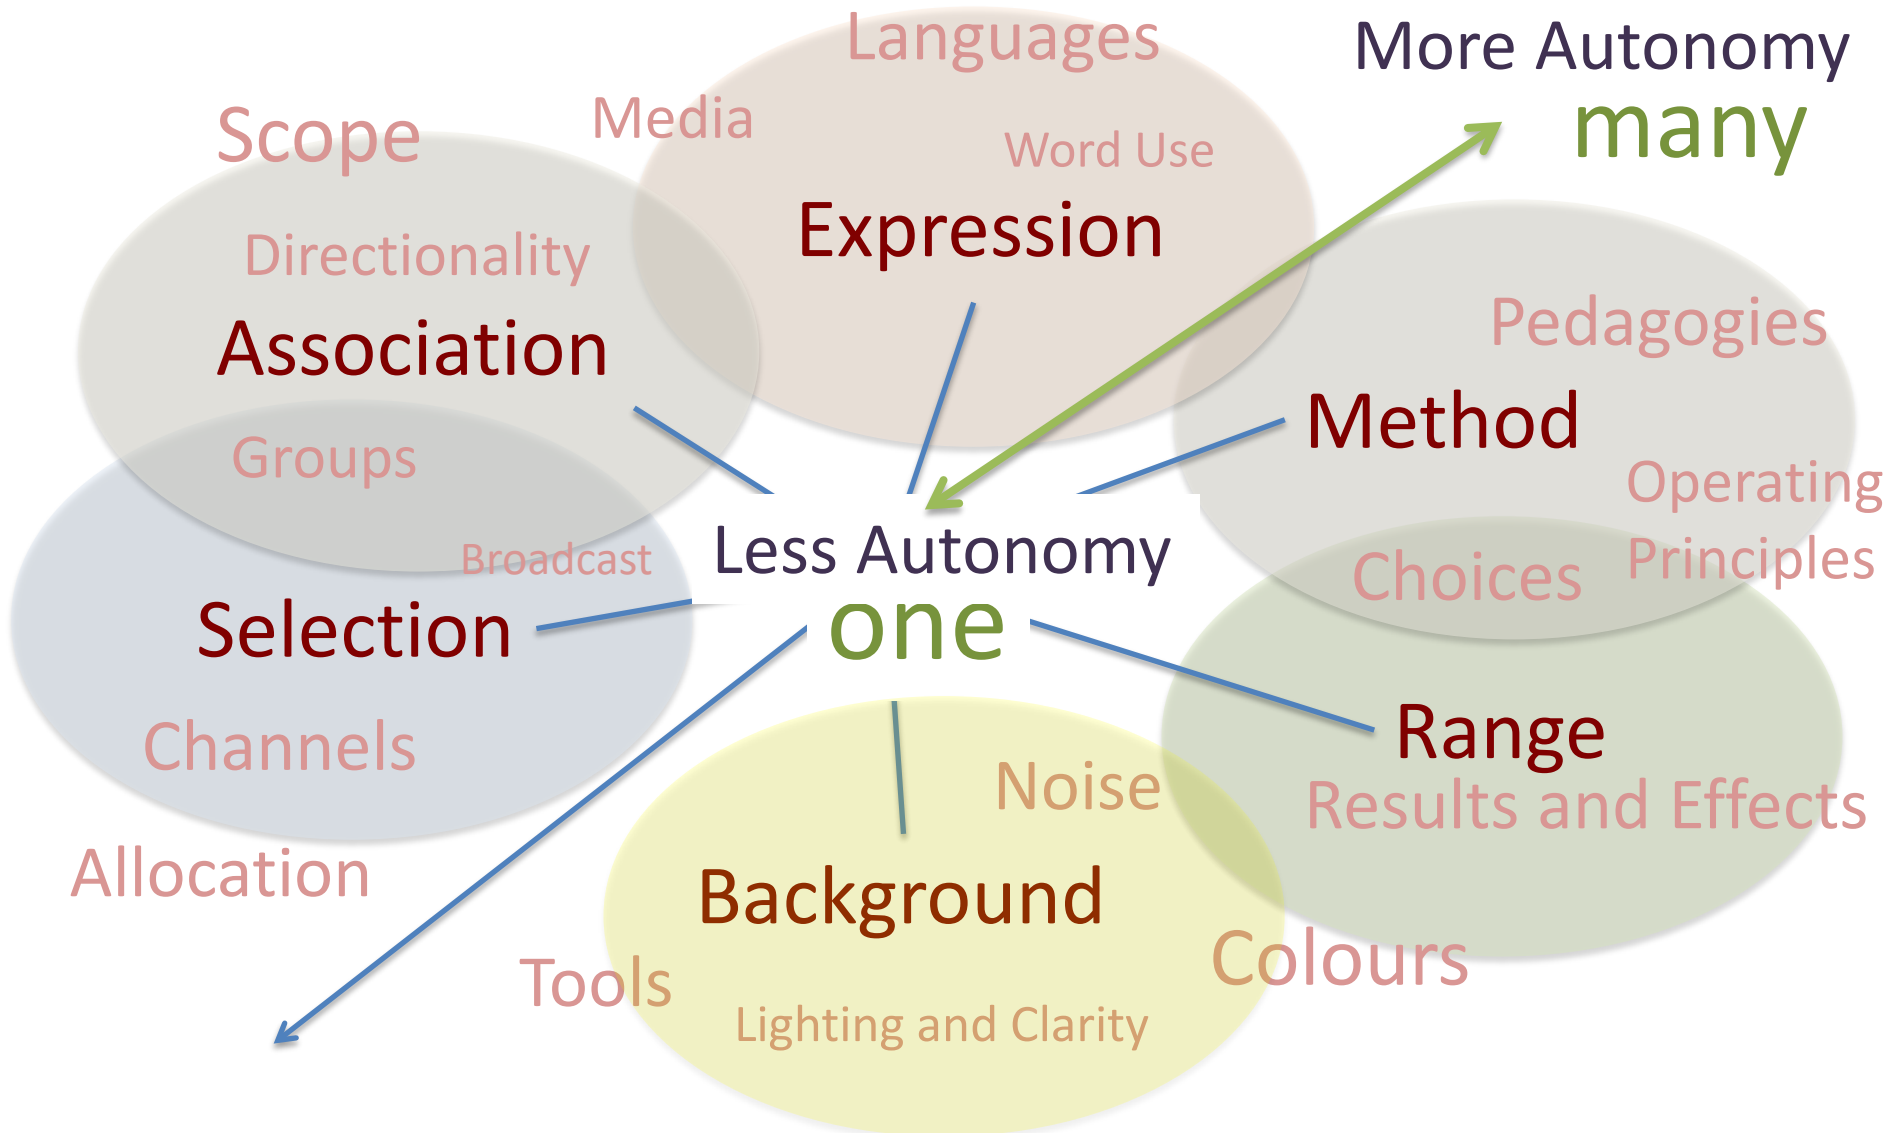 Languages
More Autonomy
many
Media
Scope
Word Use
Expression
Directionality
Association
Pedagogies
Method
Groups
Operating
Principles
Broadcast
Less Autonomy
one
Choices
Selection
Channels
Range
Results and Effects
Noise
Allocation
Background
Colours
Tools
Lighting and Clarity